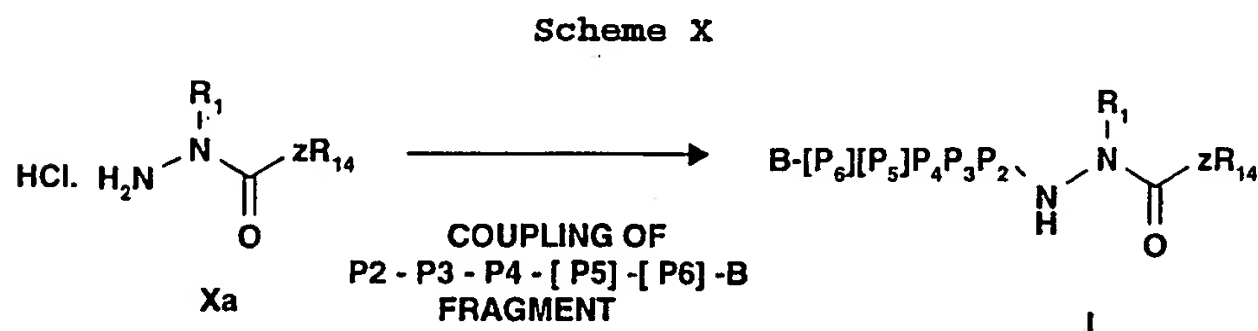 Scheme X
HCl. H₂N N R₁ zR₁₄ O
COUPLING OF
P2 - P3 - P4 - [ P5] -[ P6] -B
FRAGMENT
Xa
B-[P₆][P₅]P₄P₃P₂ N H N R₁ zR₁₄ O
I